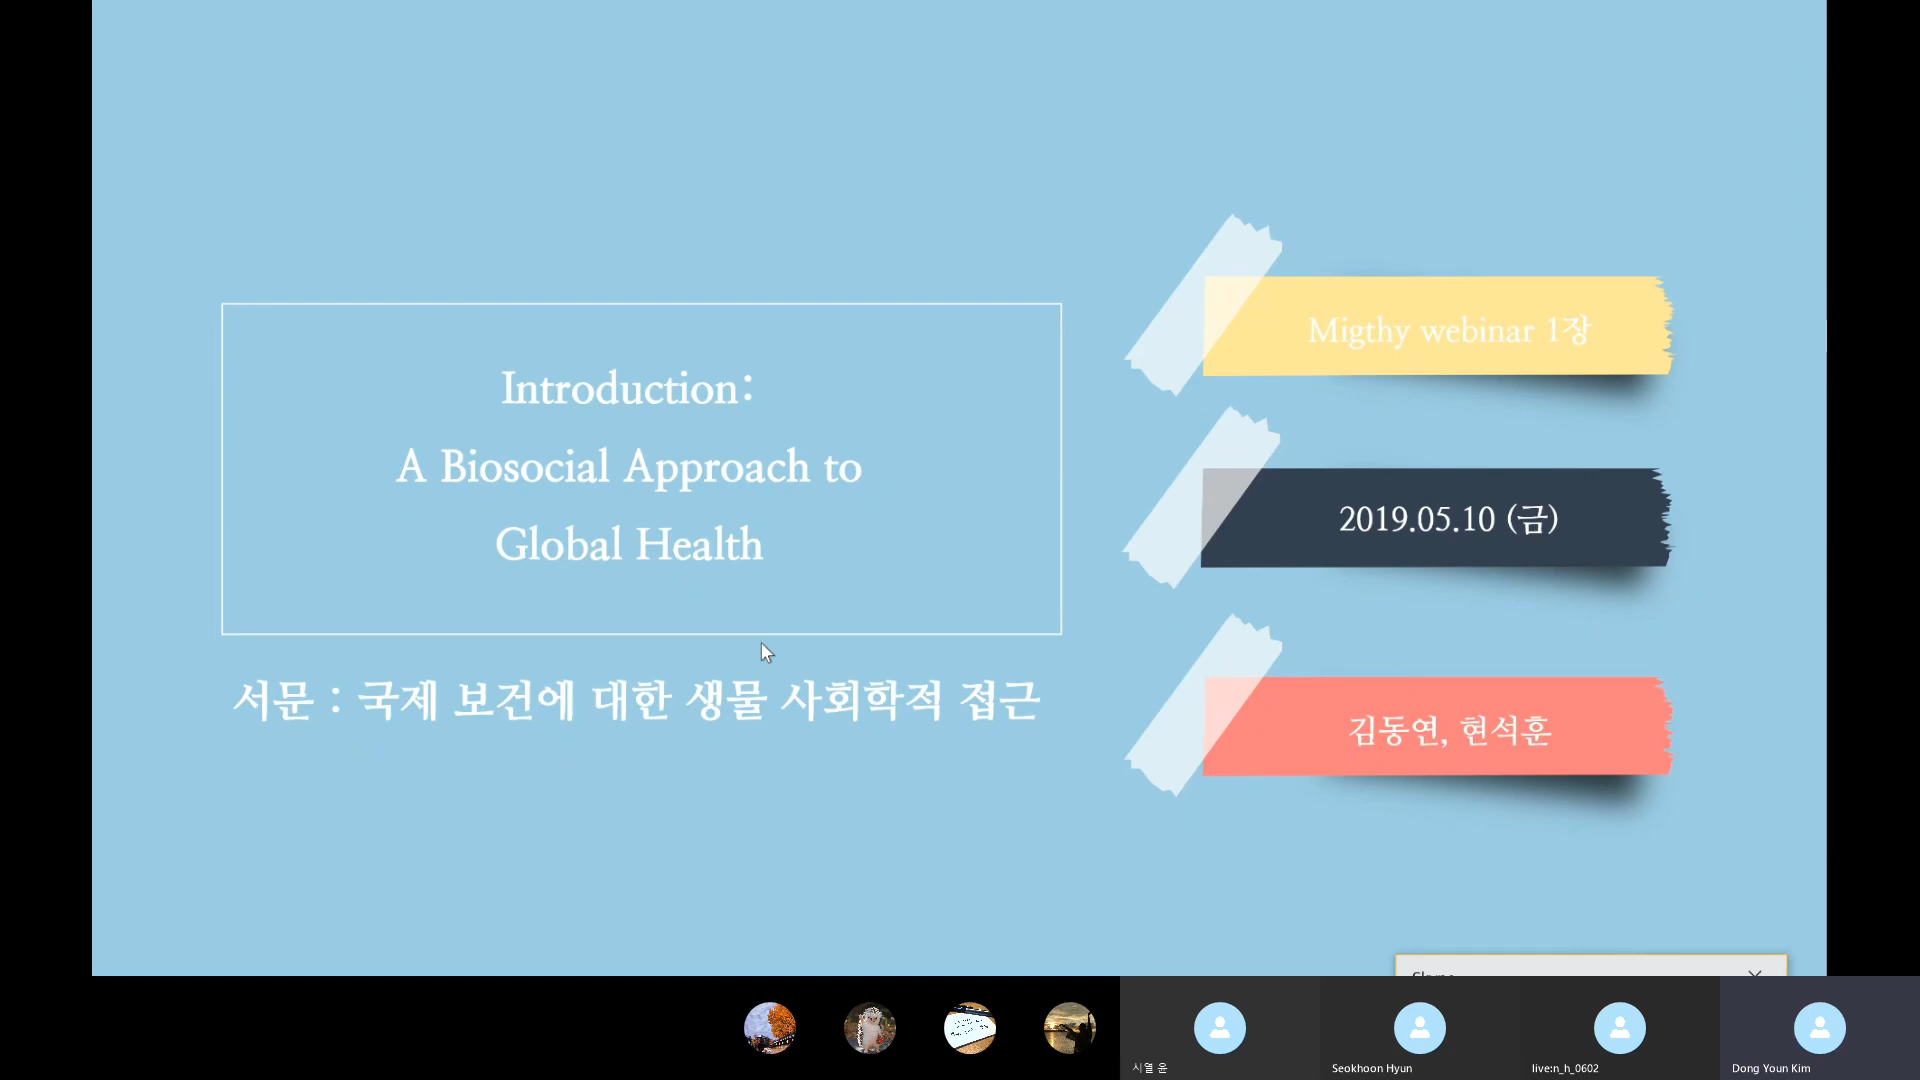 Introduction:
A Biosocial Approach to
Global Health
서문 : 국제 보건에 대한 생물 사회학적 접근
Migthy webinar 1장
2019.05.10 (금)
김동연, 현석훈
시열 윤
Seokhoon Hyun
live:n_h_0602
Dong Youn Kim